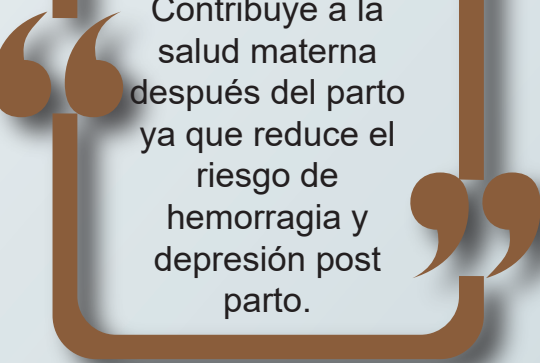 Contribuye a la
salud materna
después del parto
ya que reduce el
riesgo de
hemorragia y
depresión post
parto.